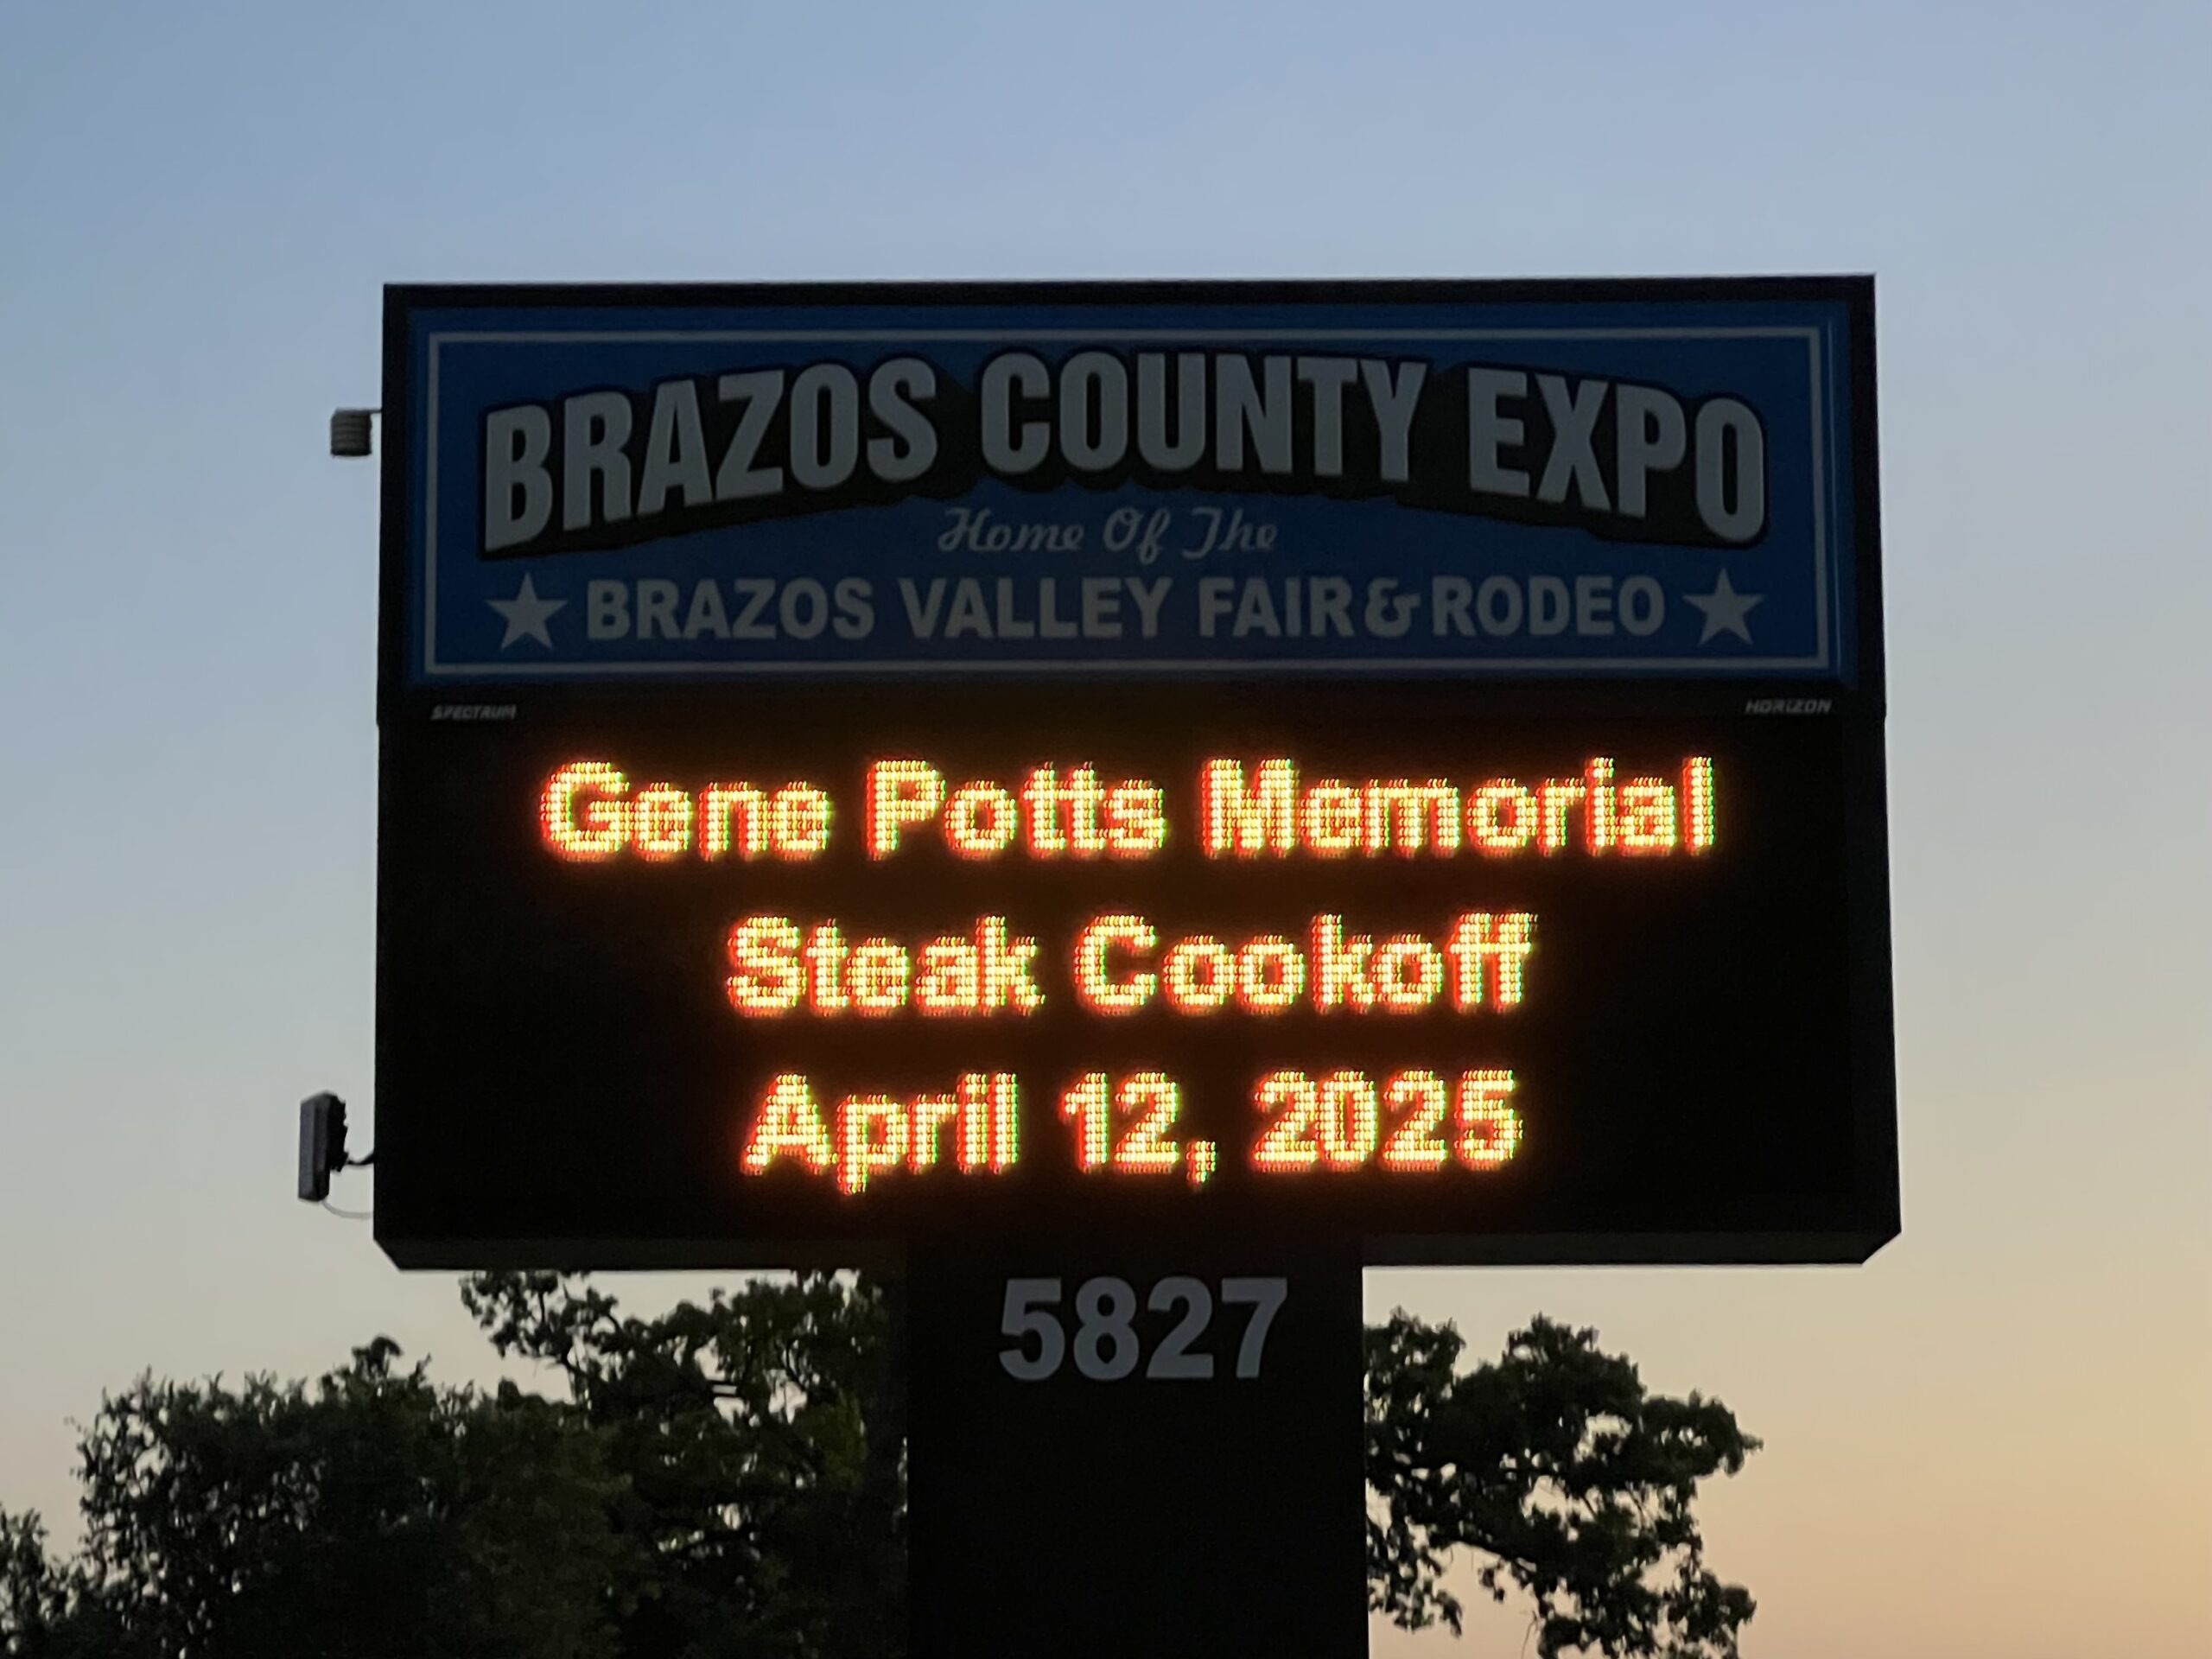 BRAZOS COUNTY EXPO
Home Of The
BRAZOS VALLEY FAIR & RODEO
SPECTRUM HORIZON
Gene Potts Memorial
Steak Cookoff
April 12, 2025
5827